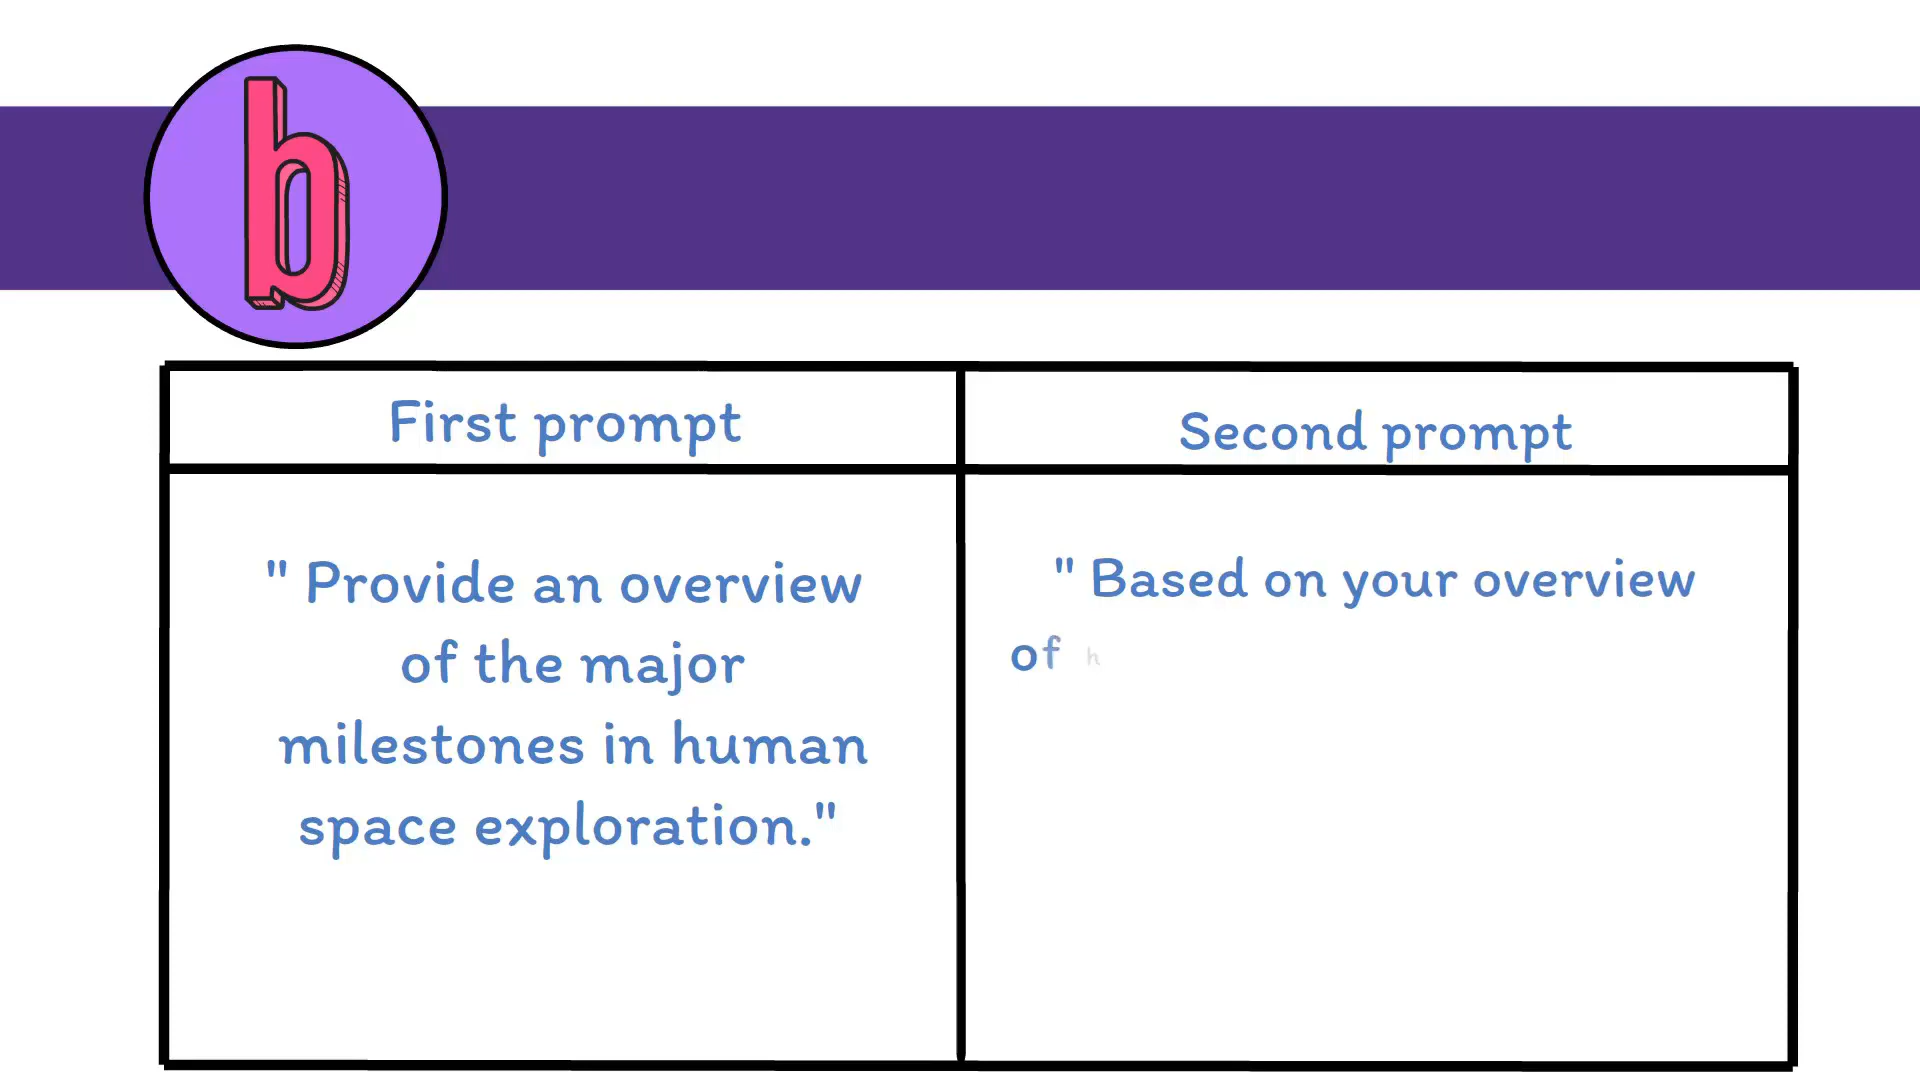 b
First prompt
Second prompt
" Provide an overview
of the major
milestones in human
space exploration."
" Based on your overview
of h